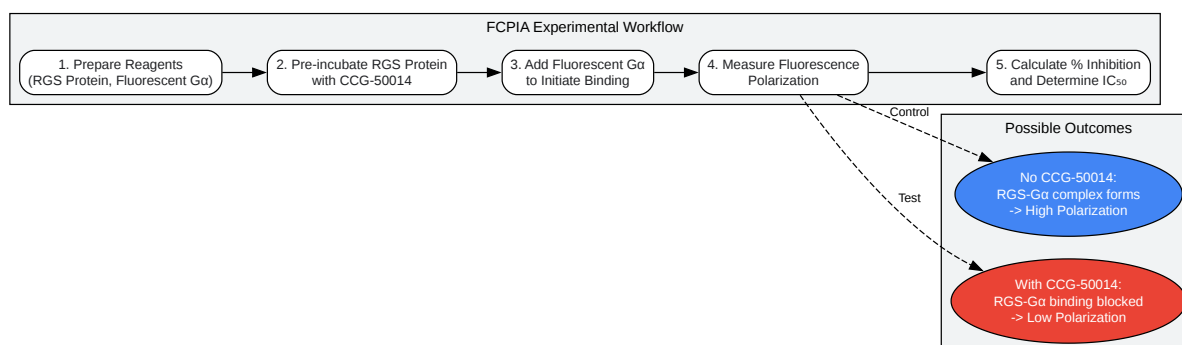 FCPIA Experimental Workflow
1. Prepare Reagents
(RGS Protein, Fluorescent Gα)
2. Pre-incubate RGS Protein
with CCG-50014
3. Add Fluorescent Gα
to Initiate Binding
4. Measure Fluorescence
Polarization
5. Calculate % Inhibition
and Determine IC₅₀
Control
Test
Possible Outcomes
No CCG-50014:
RGS-Gα complex forms
-> High Polarization
With CCG-50014:
RGS-Gα binding blocked
-> Low Polarization